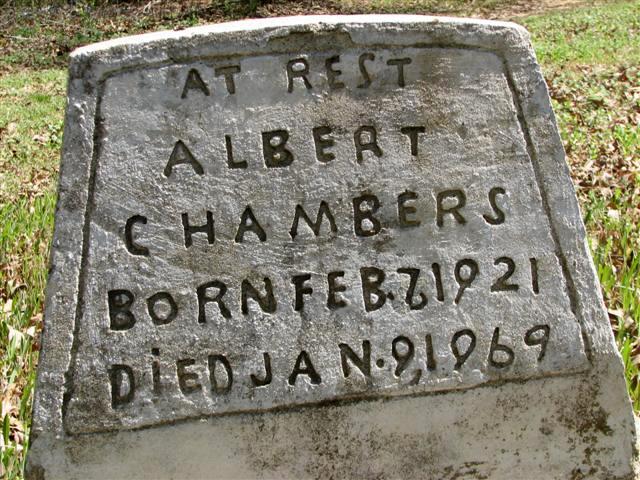 AT REST
ALBERT
CHAMBERS
BORN FEB. 7, 1921
DIED JAN. 9, 1969